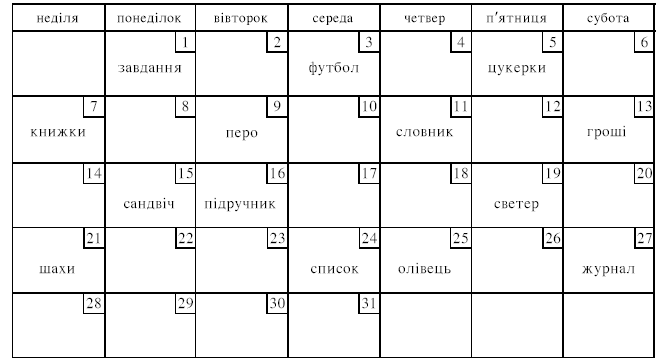 неділя понеділок вівторок середа четвер п'ятниця субота
1 2 3 4 5 6
завдання футбол цукерки
7 8 9 10 11 12 13
книжки перо словник гроші
14 15 16 17 18 19 20
сандвіч підручник светер
21 22 23 24 25 26 27
шахи список олівець журнал
28 29 30 31